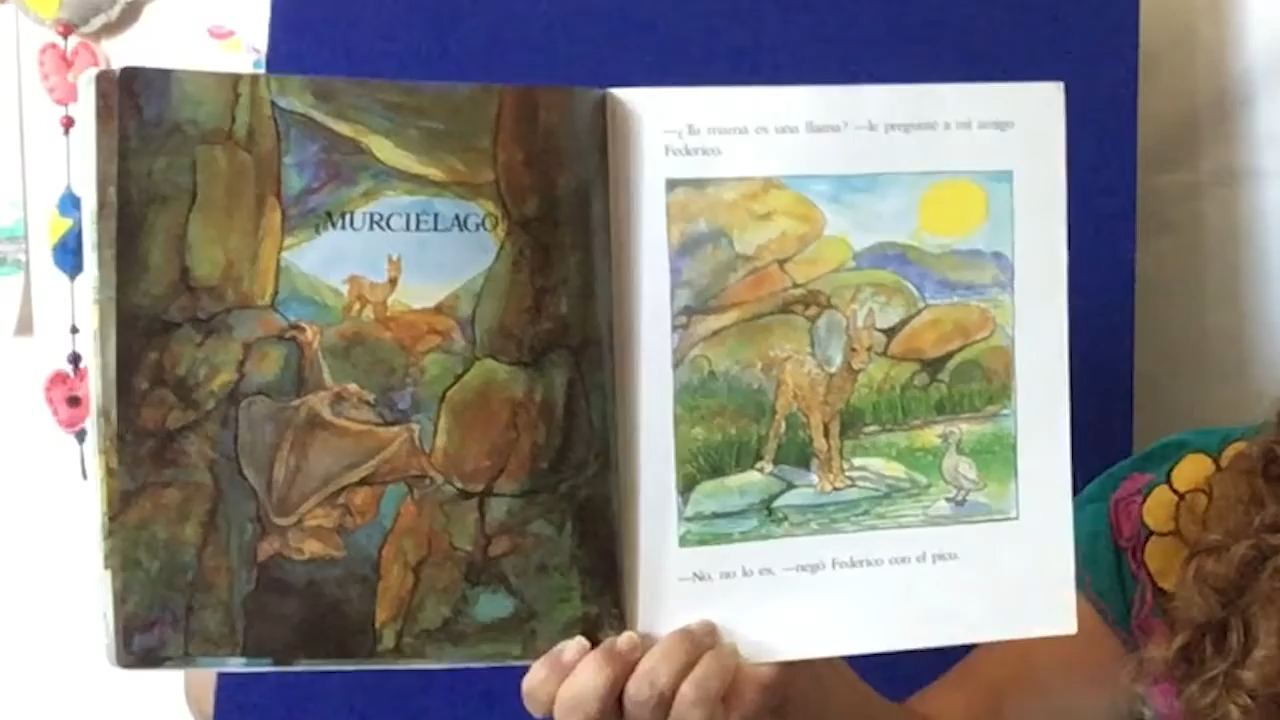 ¡MURCIÉLAGO!
—¿Tu mamá es una llama? —le pregunté a mi amigo
Federico.
—No, no lo es, —negó Federico con el pico.